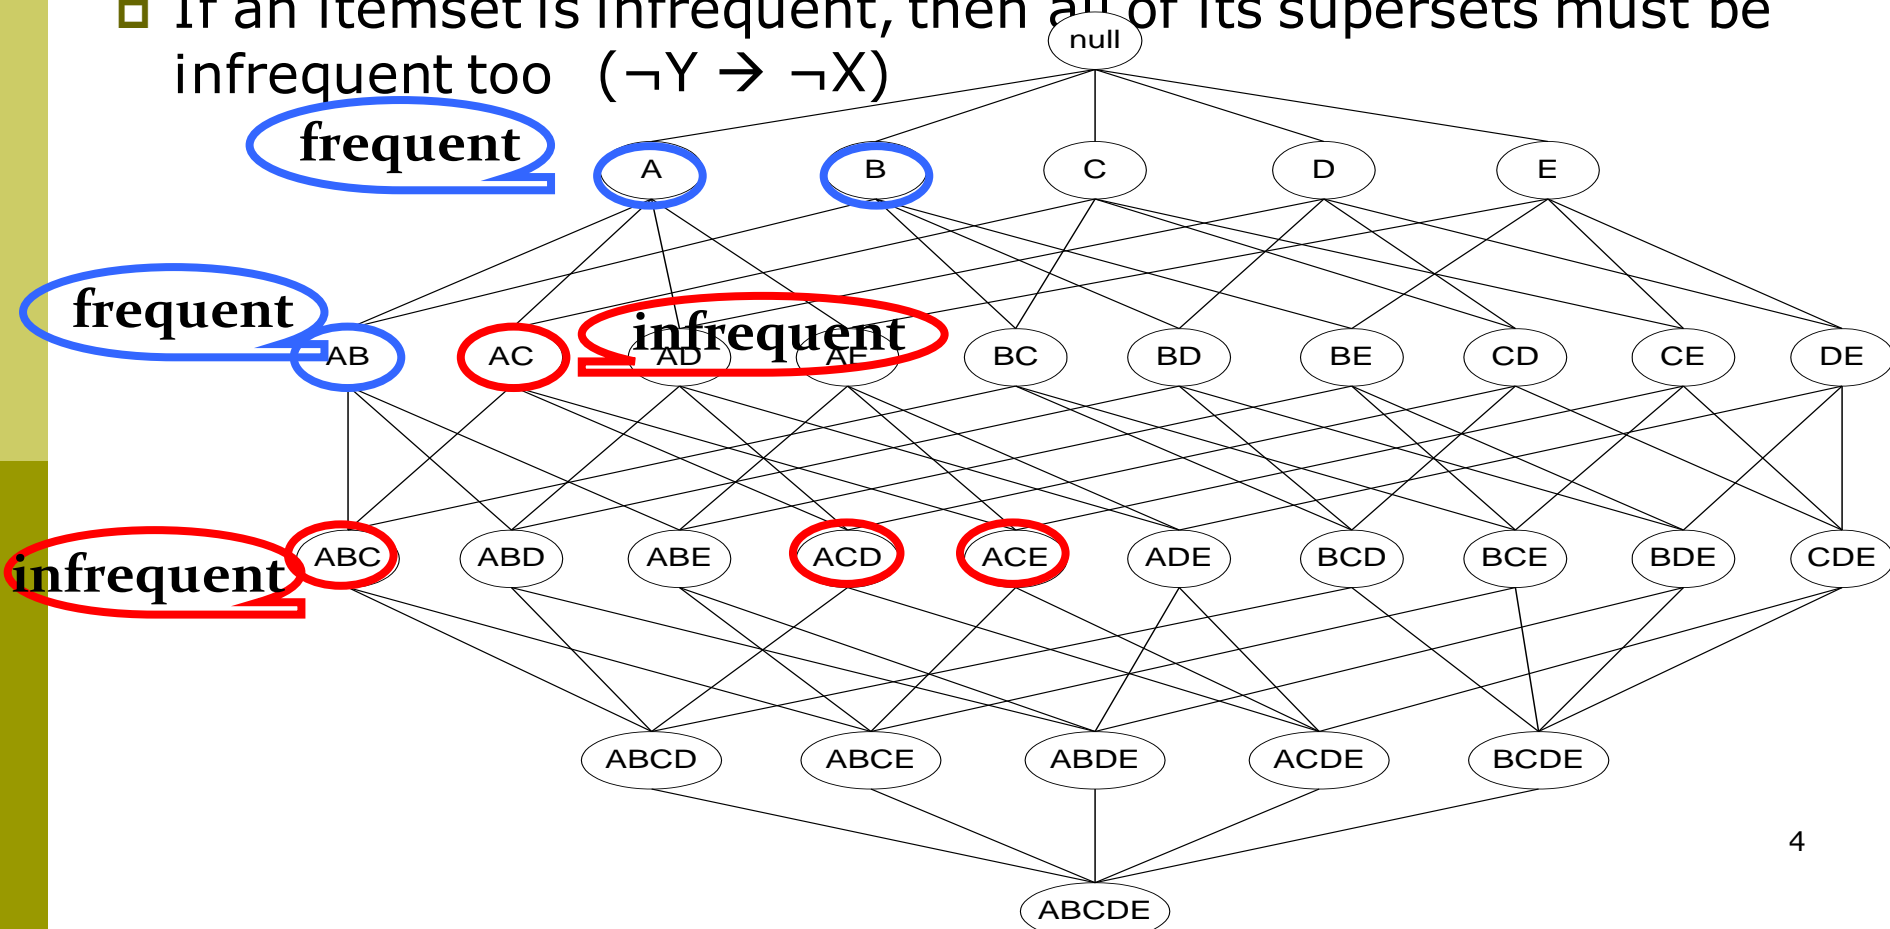 If an itemset is infrequent, then all of its supersets must be
infrequent too (¬Y → ¬X)
null
frequent
A B C D E
frequent
infrequent
AB AC AD AE BC BD BE CD CE DE
infrequent
ABC ABD ABE ACD ACE ADE BCD BCE BDE CDE
ABCD ABCE ABDE ACDE BCDE
4
ABCDE